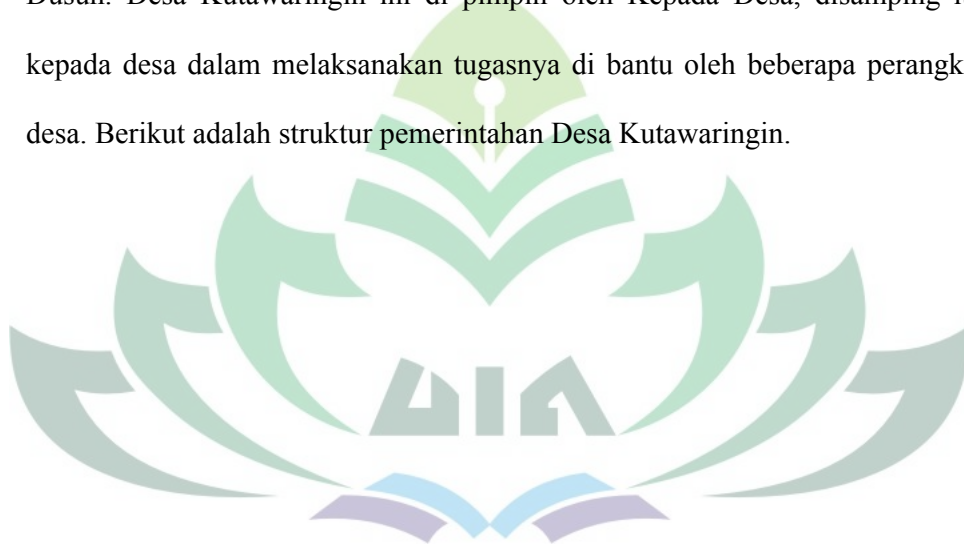 Dusun. Desa Kutawaringin ini di pimpin oleh Kepada Desa, disamping
kepada desa dalam melaksanakan tugasnya di bantu oleh beberapa
desa. Berikut adalah struktur pemerintahan Desa Kutawaringin.
UIN